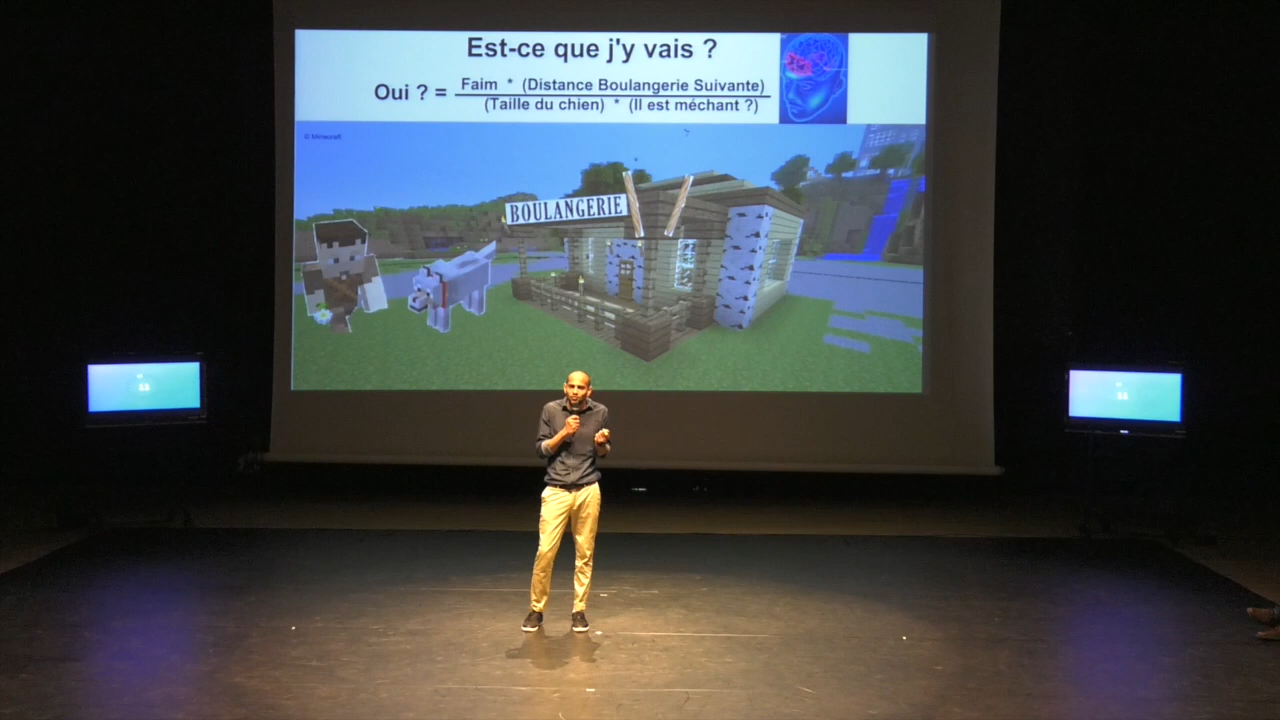 Est-ce que j'y vais ?
Oui ? = Faim * (Distance Boulangerie Suivante)
(Taille du chien) * (Il est méchant ?)
© Minecraft
BOULANGERIE